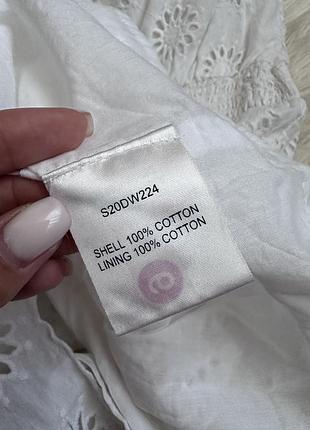 S20DW224
SHELL 100% COTTON
LINING 100% COTTON